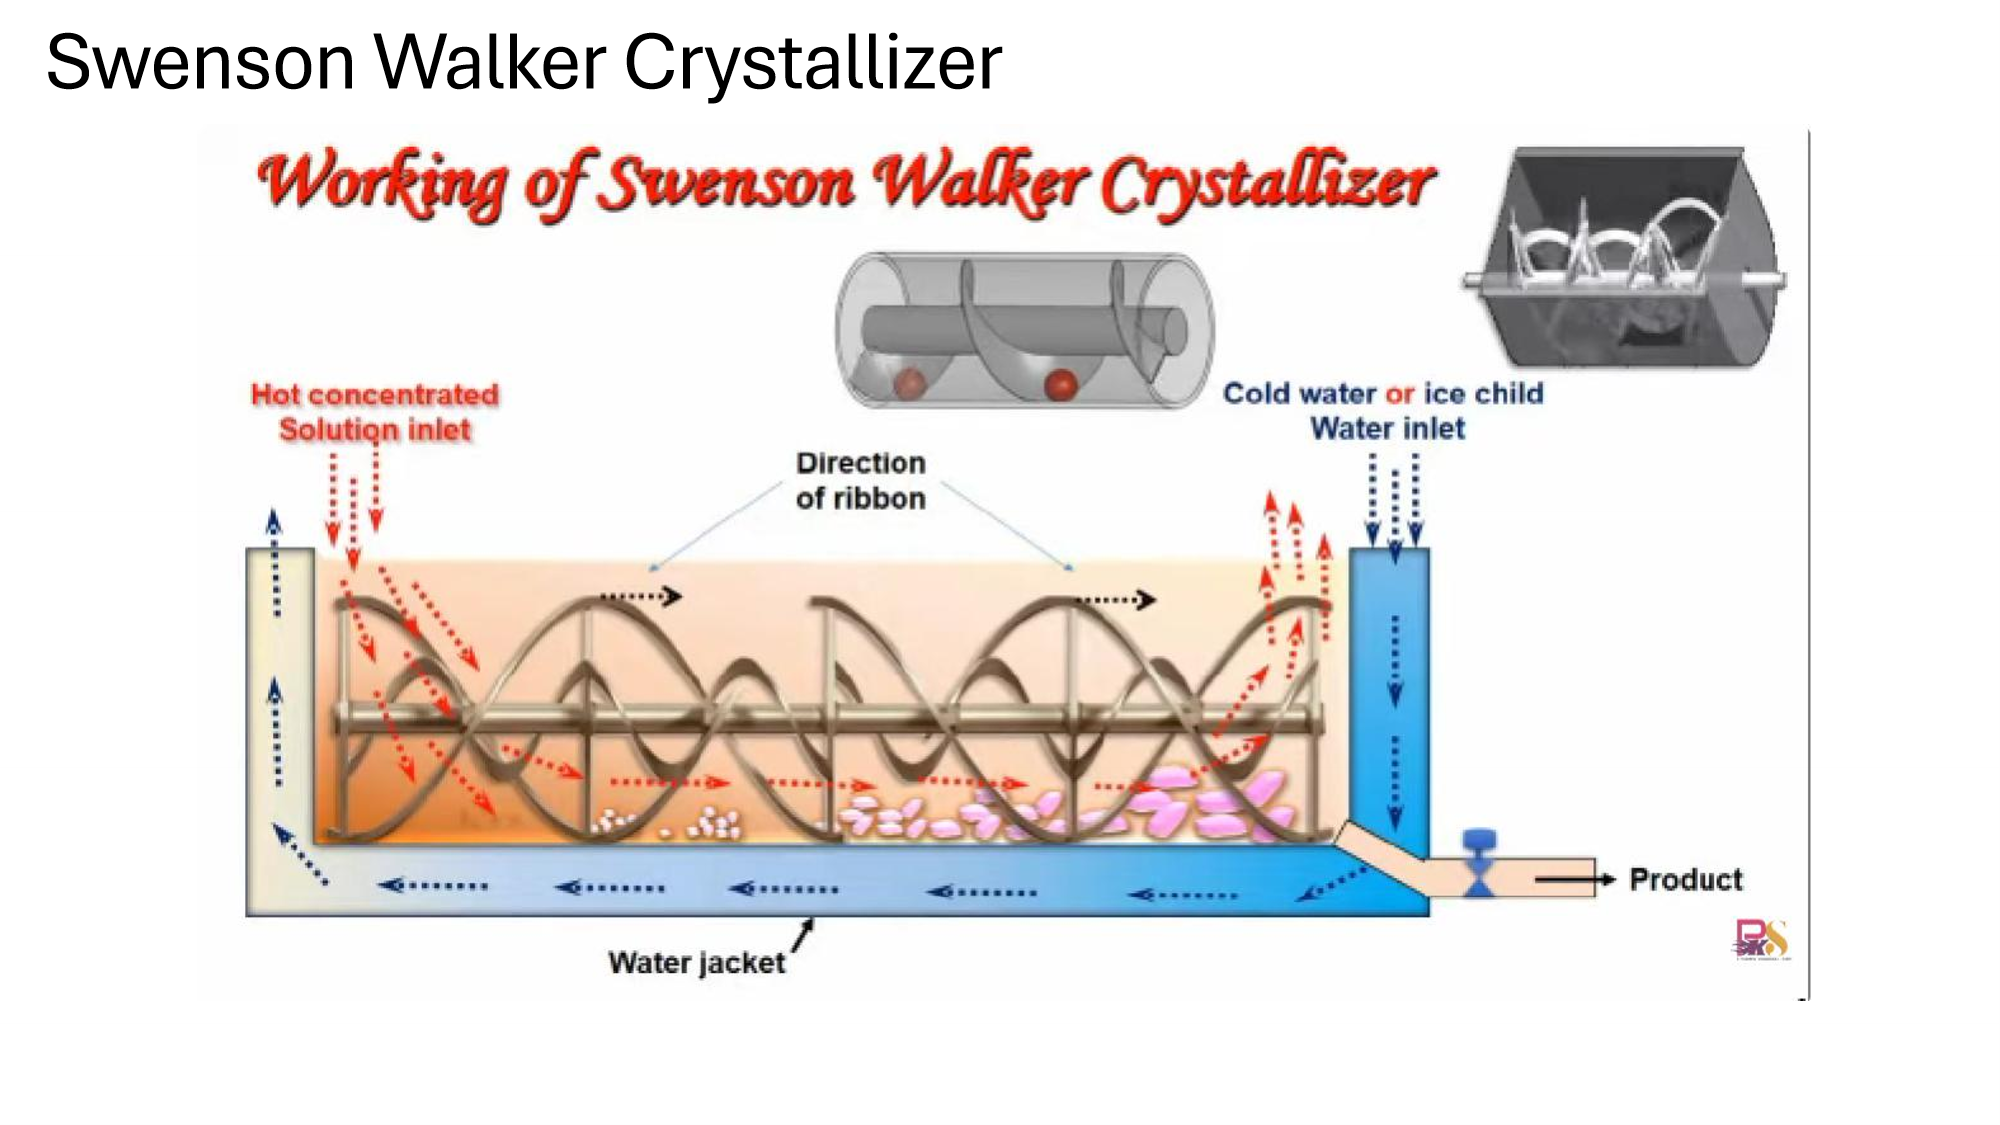 Swenson Walker Crystallizer
Working of Swenson Walker Crystallizer
Hot concentrated
Solution inlet
Cold water or ice child
Water inlet
Direction
of ribbon
Product
Water jacket